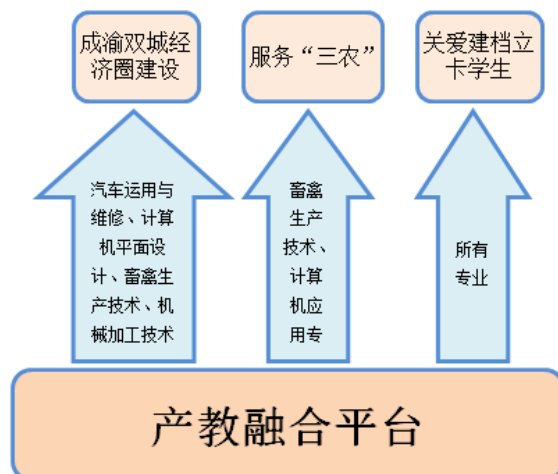 成渝双城经
济圈建设
服务“三农”
关爱建档立
卡学生
汽车运用与
维修、计算
机平面设
计、畜禽生
产技术、机
械加工技术
畜禽
生产
技术、
计算
机应
用专
所有
专业
产教融合平台